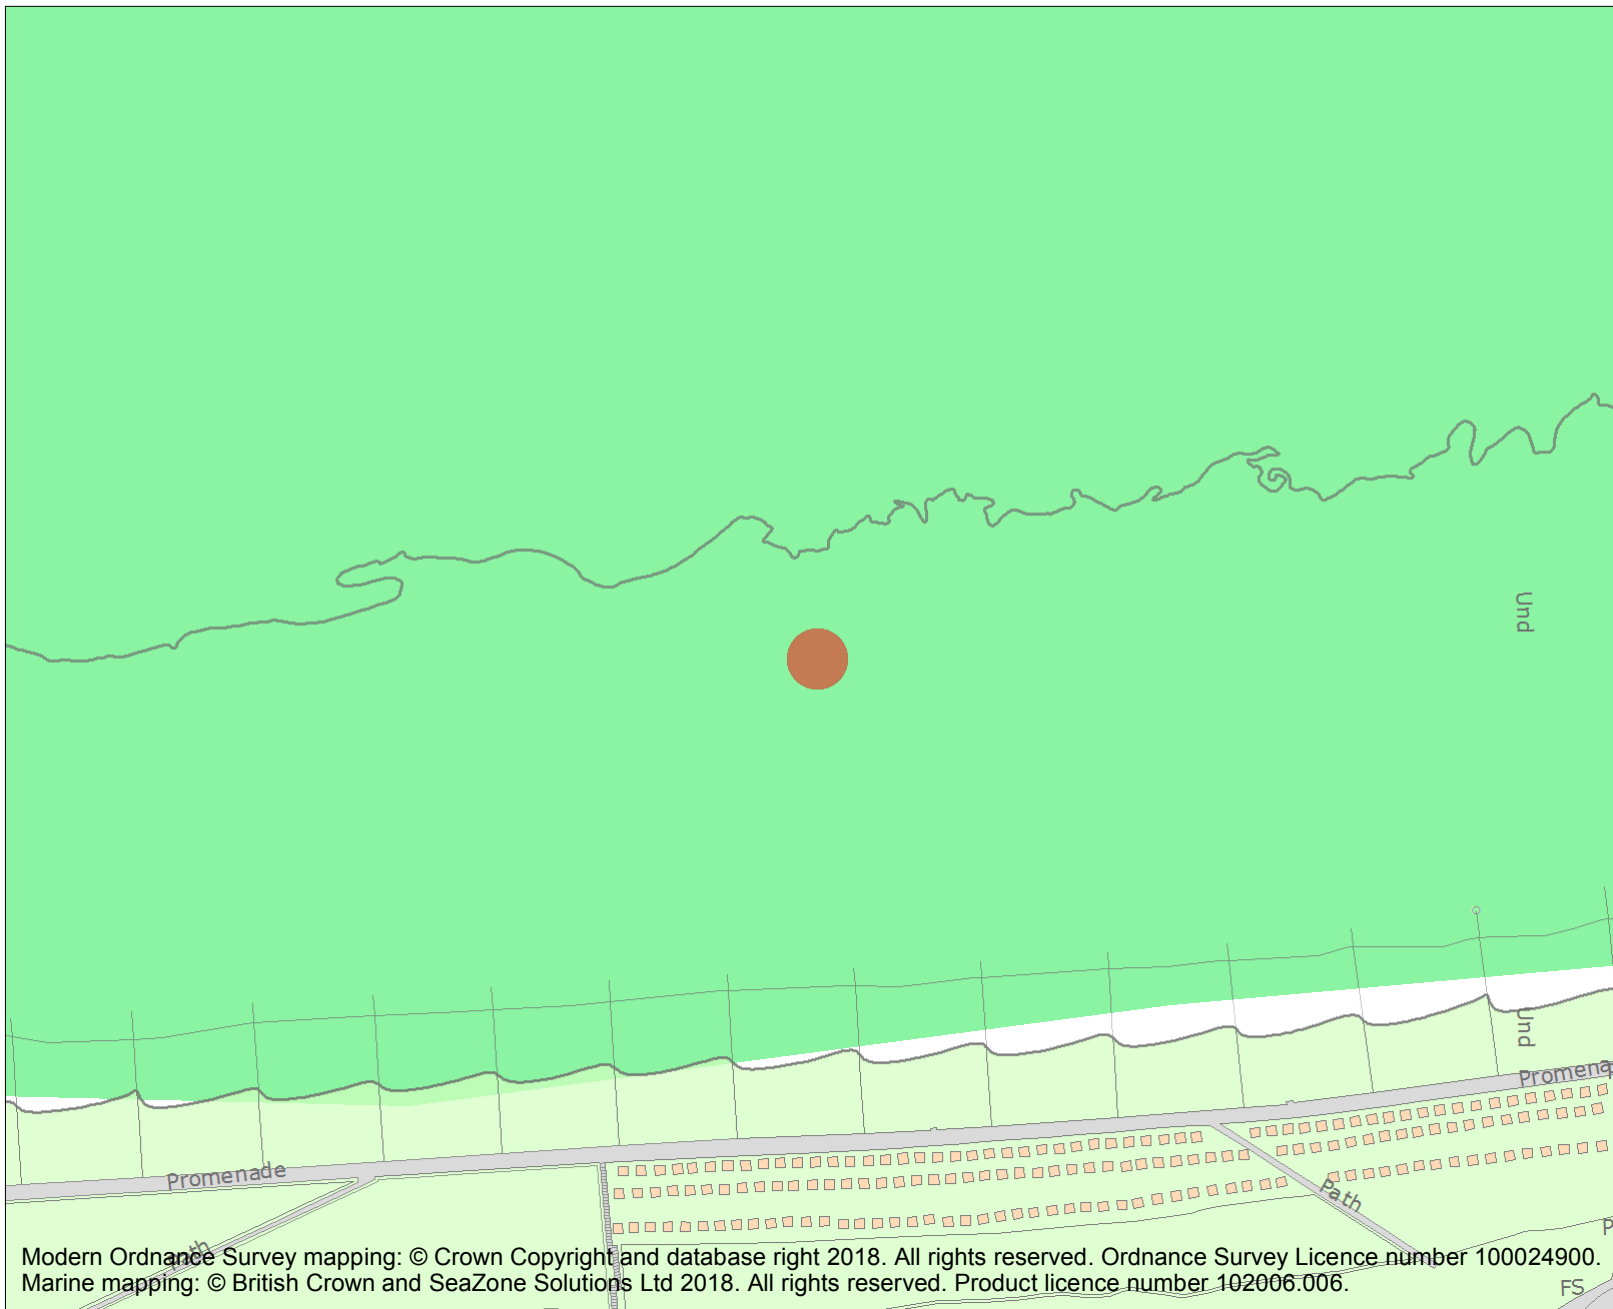 Und
Und
Promena
Promenade
Path
Path
P
FS
Modern Ordnance Survey mapping: © Crown Copyright and database right 2018. All rights reserved. Ordnance Survey Licence number 100024900.
Marine mapping: © British Crown and SeaZone Solutions Ltd 2018. All rights reserved. Product licence number 102006.006.